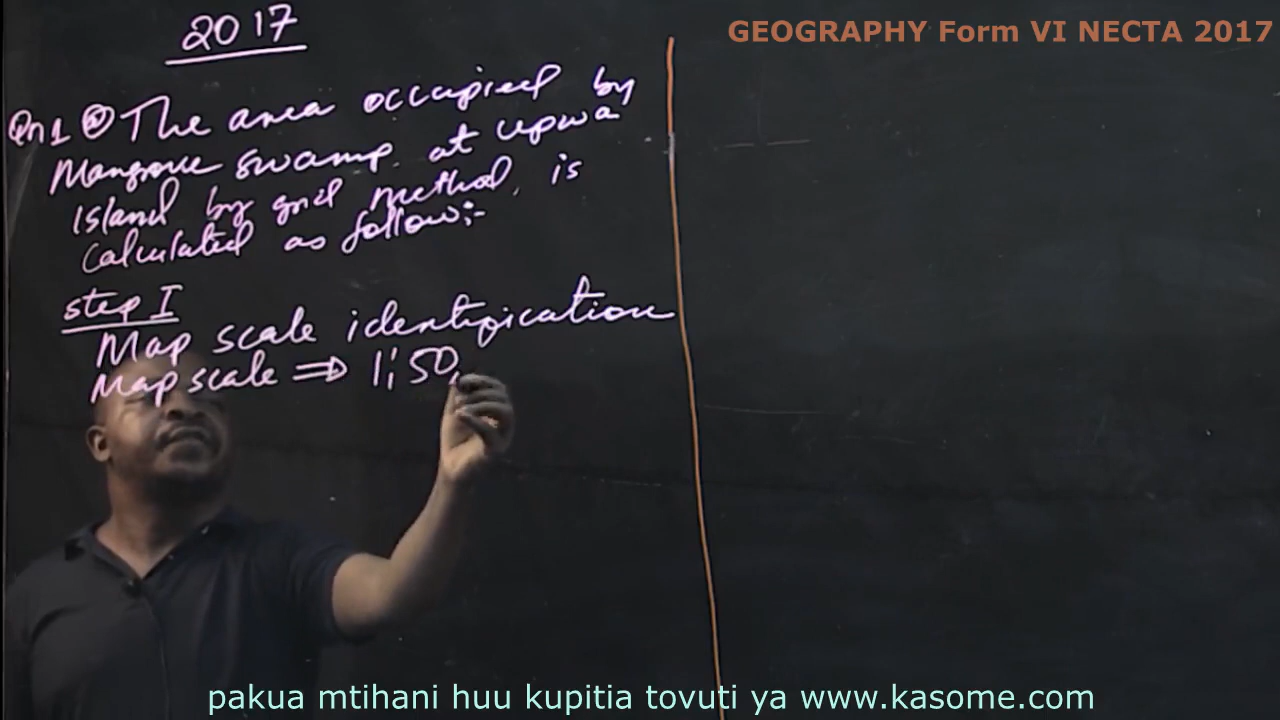 GEOGRAPHY Form VI NECTA 2017
2017
Qn1 ⓐ The area occupied by
Mangrove swamp at upwa
Island by grid method, is
calculated as follow:-
step I
Map scale identification
Map scale ⇒ 1:50,
pakua mtihani huu kupitia tovuti ya www.kasome.com